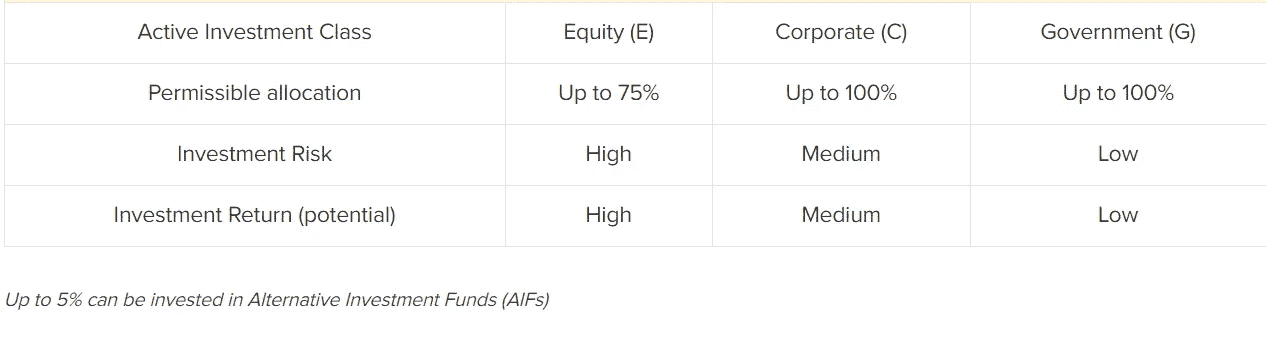 Active Investment Class Equity (E) Corporate (C) Government (G)
Permissible allocation Up to 75% Up to 100% Up to 100%
Investment Risk High Medium Low
Investment Return (potential) High Medium Low
Up to 5% can be invested in Alternative Investment Funds (AIFs)